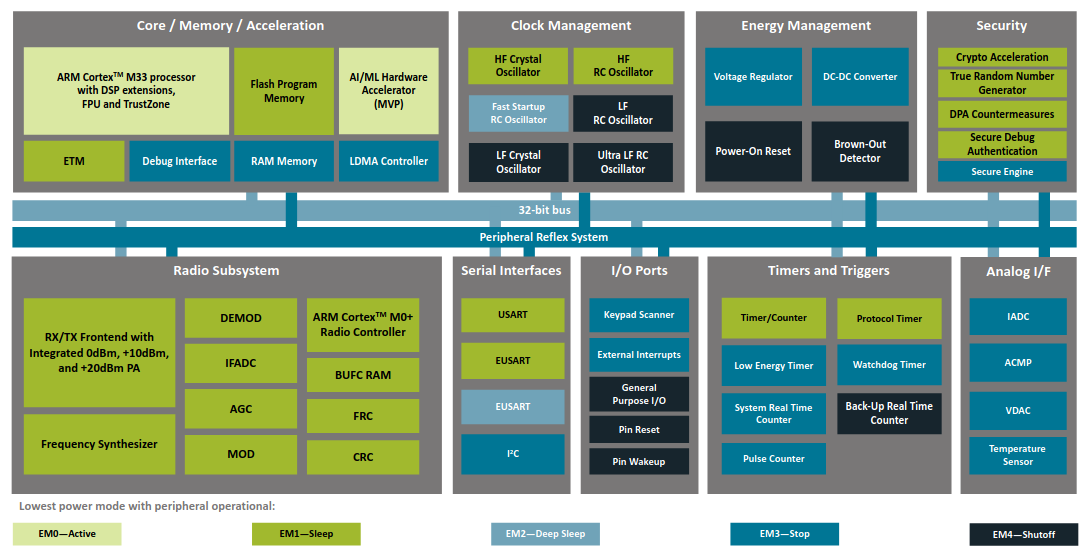 Core / Memory / Acceleration
ARM Cortex™ M33 processor
with DSP extensions,
FPU and TrustZone
Flash Program
Memory
AI/ML Hardware
Accelerator
(MVP)
ETM
Debug Interface
RAM Memory
LDMA Controller
Clock Management
HF Crystal
Oscillator
HF
RC Oscillator
Fast Startup
RC Oscillator
LF
RC Oscillator
LF Crystal
Oscillator
Ultra LF RC
Oscillator
Energy Management
Voltage Regulator
DC-DC Converter
Power-On Reset
Brown-Out
Detector
Security
Crypto Acceleration
True Random Number
Generator
DPA Countermeasures
Secure Debug
Authentication
Secure Engine
32-bit bus
Peripheral Reflex System
Radio Subsystem
RX/TX Frontend with
Integrated 0dBm, +10dBm,
and +20dBm PA
Frequency Synthesizer
DEMOD
IFADC
AGC
MOD
ARM Cortex™ M0+
Radio Controller
BUFC RAM
FRC
CRC
Serial Interfaces
USART
EUSART
EUSART
I²C
I/O Ports
Keypad Scanner
External Interrupts
General
Purpose I/O
Pin Reset
Pin Wakeup
Timers and Triggers
Timer/Counter
Protocol Timer
Low Energy Timer
Watchdog Timer
System Real Time
Counter
Back-Up Real Time
Counter
Pulse Counter
Analog I/F
IADC
ACMP
VDAC
Temperature
Sensor
Lowest power mode with peripheral operational:
EM0—Active
EM1—Sleep
EM2—Deep Sleep
EM3—Stop
EM4—Shutoff